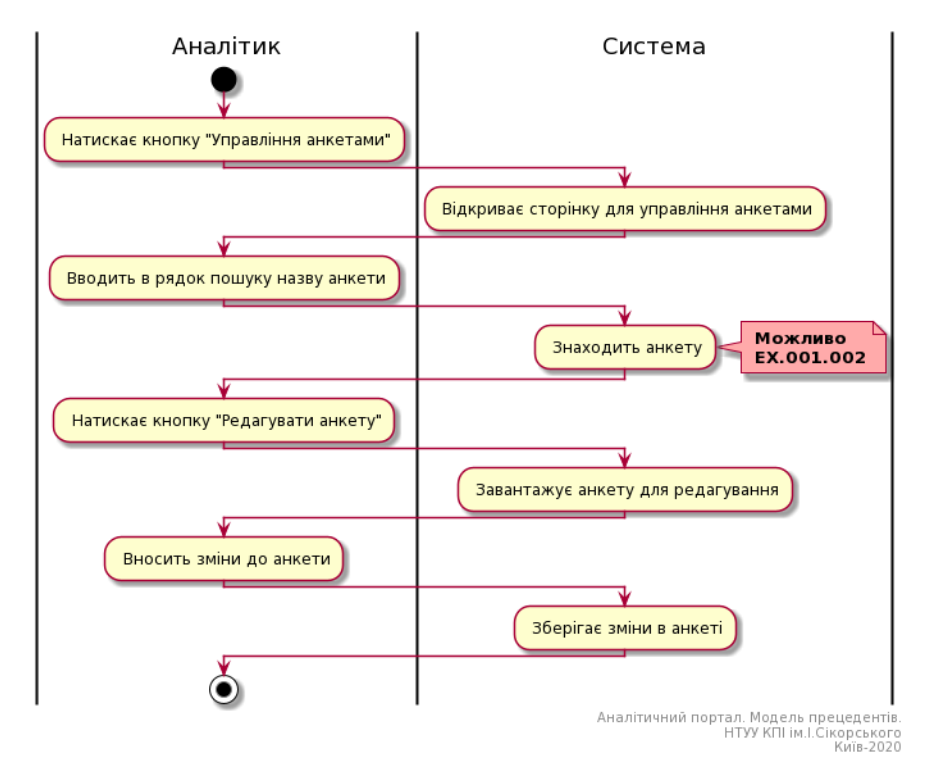 Аналітик
Система
Натискає кнопку "Управління анкетами"
Відкриває сторінку для управління анкетами
Вводить в рядок пошуку назву анкети
Знаходить анкету
Можливо
EX.001.002
Натискає кнопку "Редагувати анкету"
Завантажує анкету для редагування
Вносить зміни до анкети
Зберігає зміни в анкеті
Аналітичний портал. Модель прецедентів.
НТУУ КПІ ім.І.Сікорського
Київ-2020